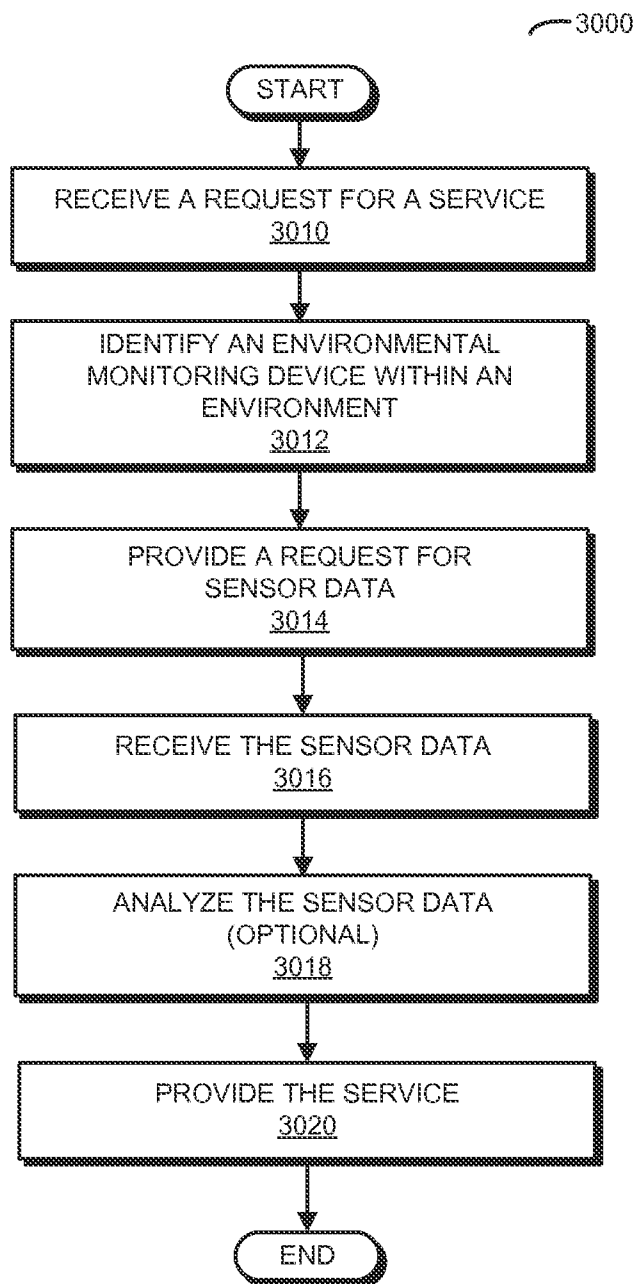 3000
START
RECEIVE A REQUEST FOR A SERVICE
3010
IDENTIFY AN ENVIRONMENTAL
MONITORING DEVICE WITHIN AN
ENVIRONMENT
3012
PROVIDE A REQUEST FOR
SENSOR DATA
3014
RECEIVE THE SENSOR DATA
3016
ANALYZE THE SENSOR DATA
(OPTIONAL)
3018
PROVIDE THE SERVICE
3020
END